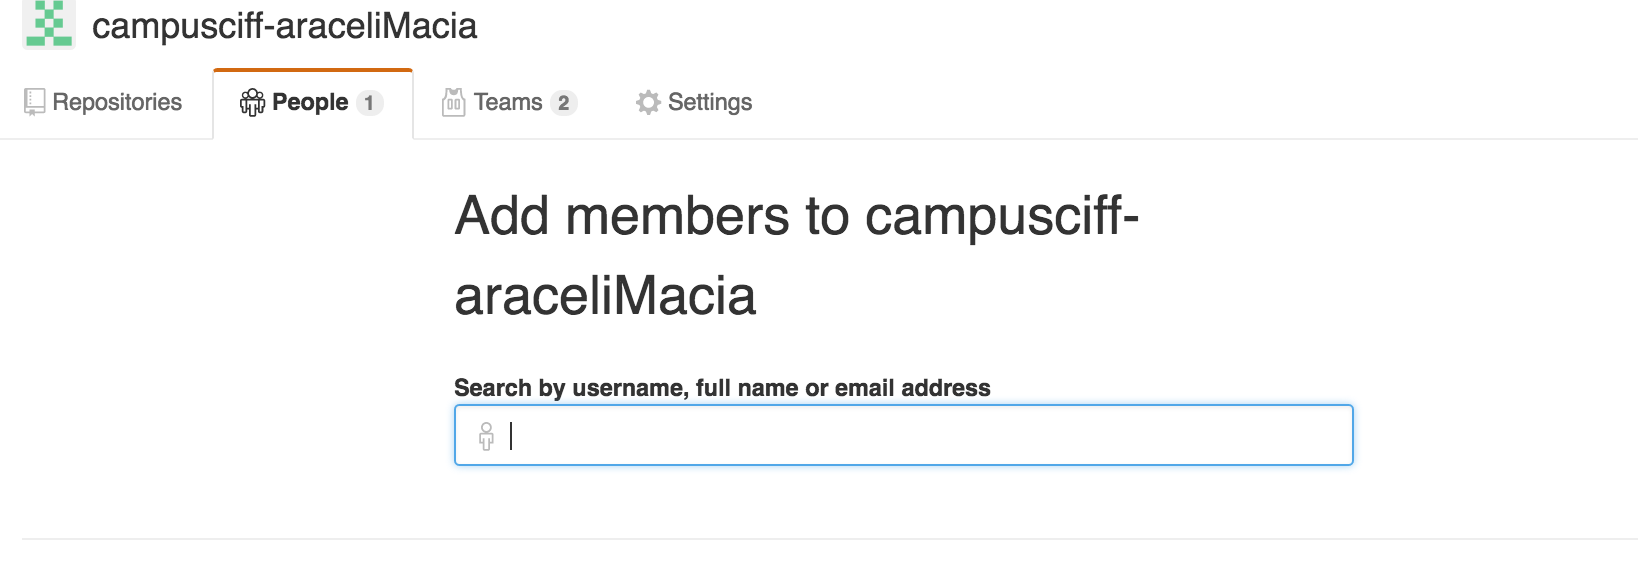 campusciff-araceliMacia
Repositories People 1 Teams 2 Settings
Add members to campusciff-
araceliMacia
Search by username, full name or email address